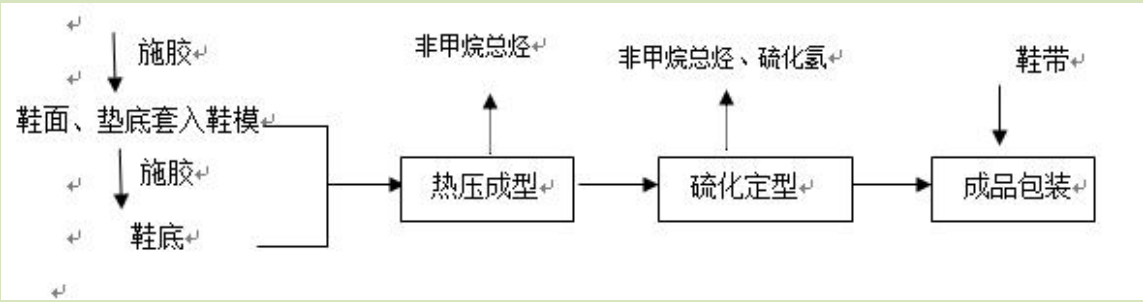 施胶
非甲烷总烃
非甲烷总烃、硫化氢
鞋带
鞋面、垫底套入鞋模
施胶
热压成型
硫化定型
成品包装
鞋底